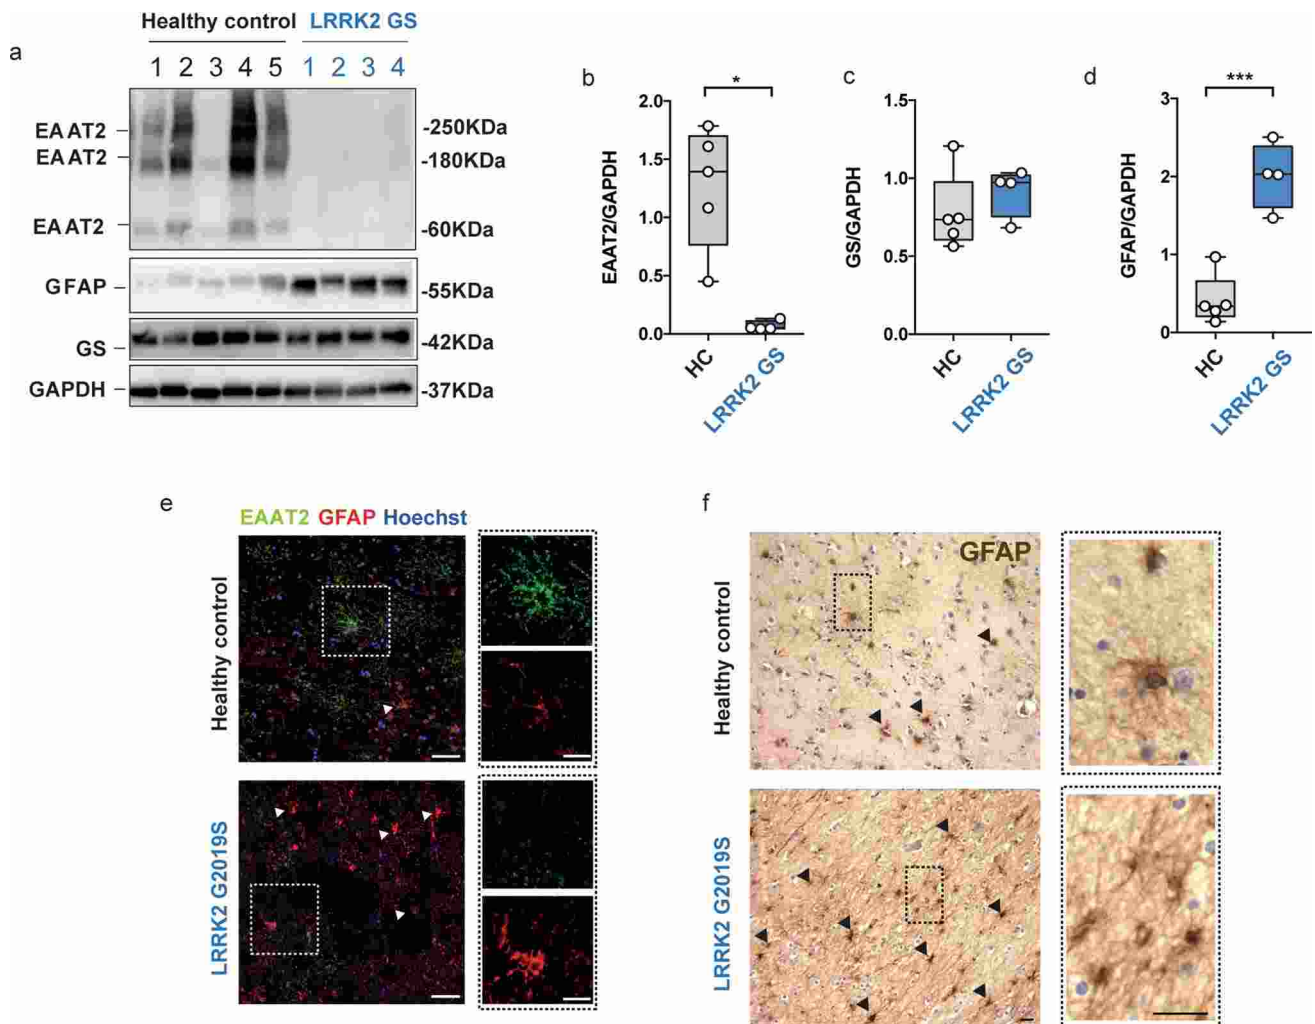 Healthy control LRRK2 GS
a
1 2 3 4 5 1 2 3 4
EAAT2 -250KDa
EAAT2 -180KDa
EAAT2 -60KDa
GFAP -55KDa
GS -42KDa
GAPDH -37KDa
b
*
EAAT2/GAPDH
2.0
1.5
1.0
0.5
0.0
HC
LRRK2 GS
c
GS/GAPDH
1.5
1.0
0.5
0.0
HC
LRRK2 GS
d
***
GFAP/GAPDH
3
2
1
0
HC
LRRK2 GS
e
EAAT2 GFAP Hoechst
Healthy control
LRRK2 G2019S
f
GFAP
Healthy control
LRRK2 G2019S